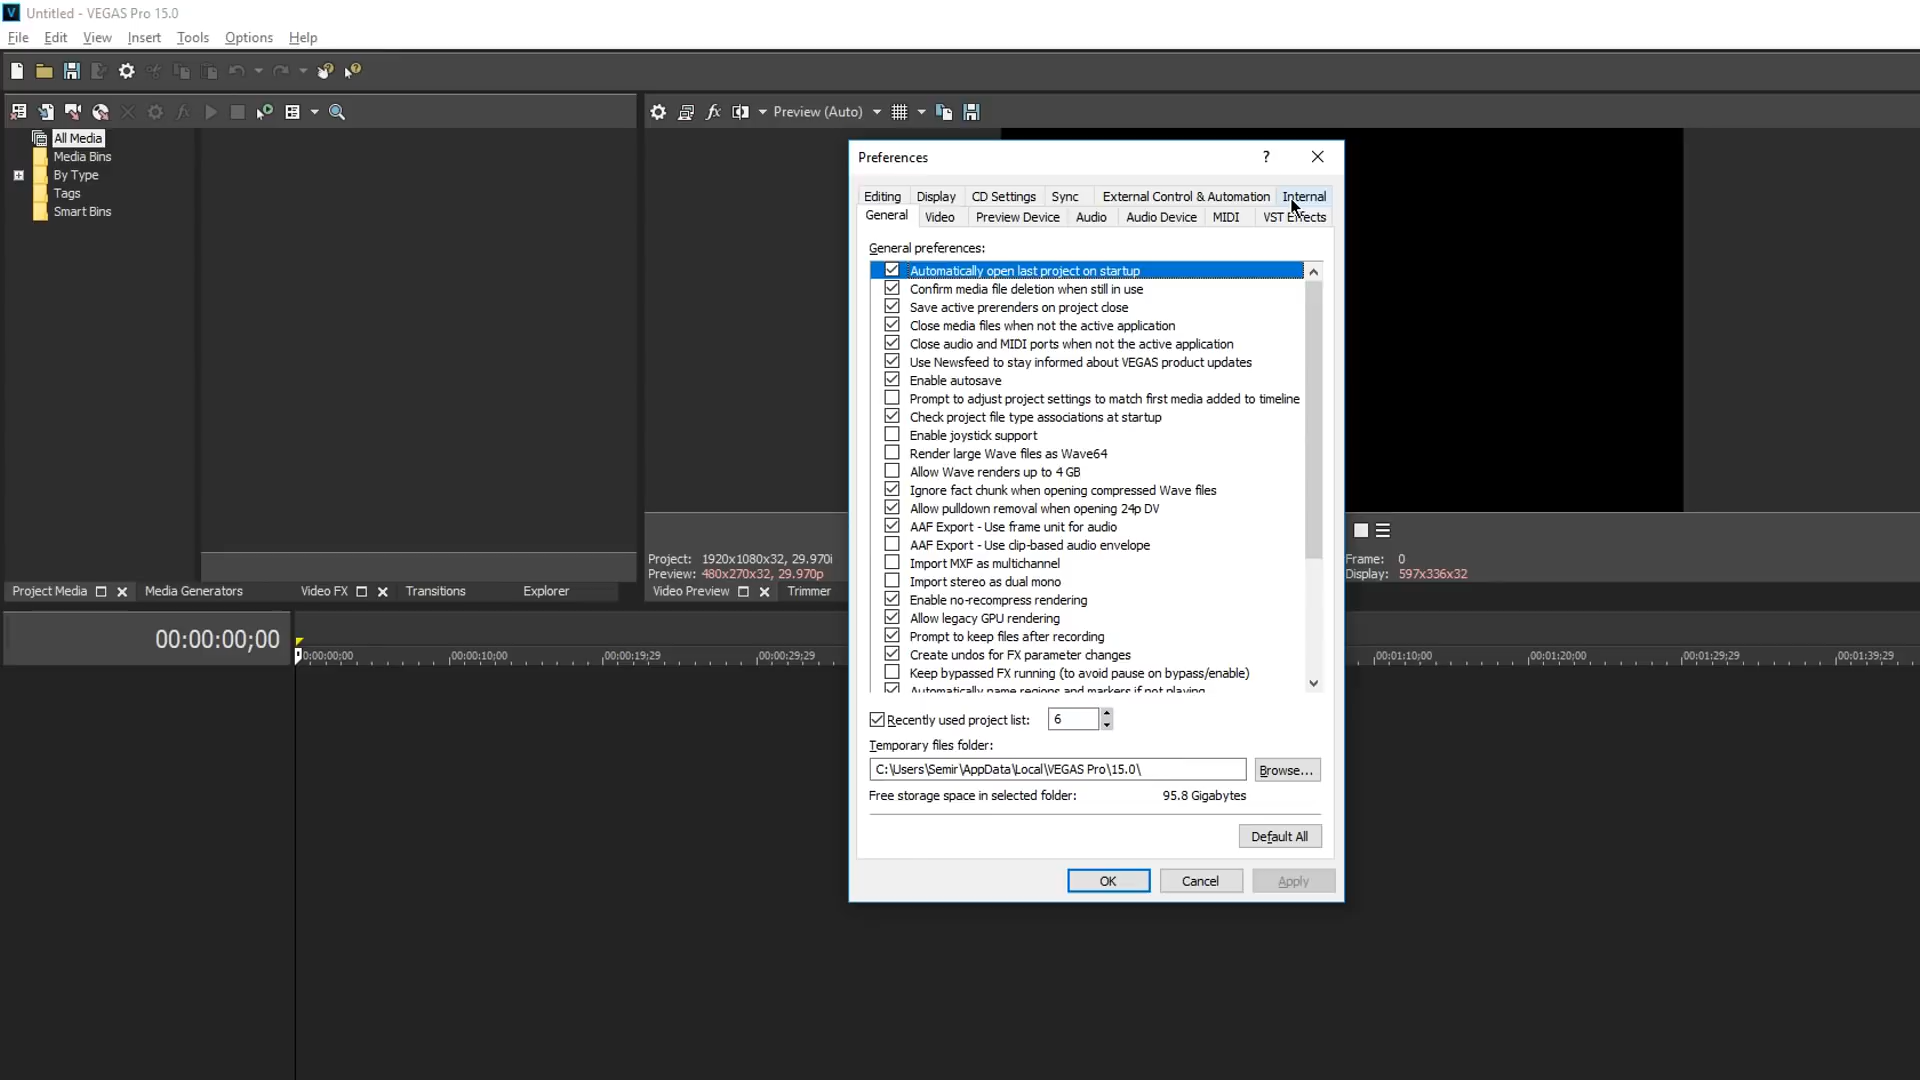 Untitled - VEGAS Pro 15.0
File Edit View Insert Tools Options Help
Preview (Auto)
All Media
Media Bins
By Type
Tags
Smart Bins
Preferences
Editing Display CD Settings Sync External Control & Automation Internal
General Video Preview Device Audio Audio Device MIDI VST Effects
General preferences:
Automatically open last project on startup
Confirm media file deletion when still in use
Save active prerenders on project close
Close media files when not the active application
Close audio and MIDI ports when not the active application
Use Newsfeed to stay informed about VEGAS product updates
Enable autosave
Prompt to adjust project settings to match first media added to timeline
Check project file type associations at startup
Enable joystick support
Render large Wave files as Wave64
Allow Wave renders up to 4 GB
Ignore fact chunk when opening compressed Wave files
Allow pulldown removal when opening 24p DV
AAF Export - Use frame unit for audio
AAF Export - Use clip-based audio envelope
Import MXF as multichannel
Import stereo as dual mono
Enable no-recompress rendering
Allow legacy GPU rendering
Prompt to keep files after recording
Create undos for FX parameter changes
Keep bypassed FX running (to avoid pause on bypass/enable)
Automatically name regions and markers if not playing
Recently used project list: 6
Temporary files folder:
C:\Users\Semir\AppData\Local\VEGAS Pro\15.0\
Browse...
Free storage space in selected folder: 95.8 Gigabytes
Default All
OK Cancel Apply
Project: 1920x1080x32, 29.970i
Preview: 480x270x32, 29.970p
Frame: 0
Display: 597x336x32
Project Media Media Generators Video FX Transitions Explorer
Video Preview Trimmer
00:00:00;00
0:00:00;00 00:00:10;00 00:00:19;29 00:00:29;29 00:01:10;00 00:01:20;00 00:01:29;29 00:01:39;29